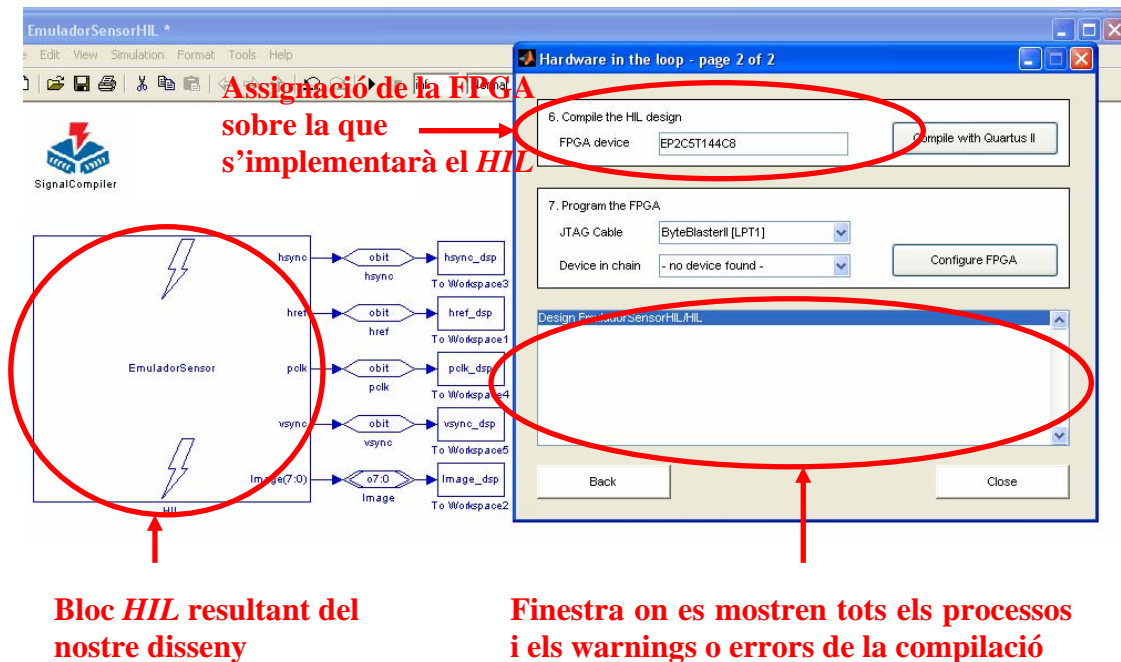 EmuladorSensorHIL *
Edit View Simulation Format Tools Help
Assignació de la FPGA
sobre la que
s'implementarà el HIL
SignalCompiler
EmuladorSensor
HIL
hsync
obit
hsync
hsync_dsp
To Workspace3
href
obit
href
href_dsp
To Workspace1
pclk
obit
pclk
pclk_dsp
To Workspace4
vsync
obit
vsync
vsync_dsp
To Workspace5
Image(7:0)
o7:0
Image
Image_dsp
To Workspace2
Hardware in the loop - page 2 of 2
6. Compile the HIL design
FPGA device
EP2C5T144C8
Compile with Quartus II
7. Program the FPGA
JTAG Cable
ByteBlasterII [LPT1]
Device in chain
- no device found -
Configure FPGA
Design EmuladorSensorHIL/HIL
Back
Close
Bloc HIL resultant del
nostre disseny
Finestra on es mostren tots els processos
i els warnings o errors de la compilació